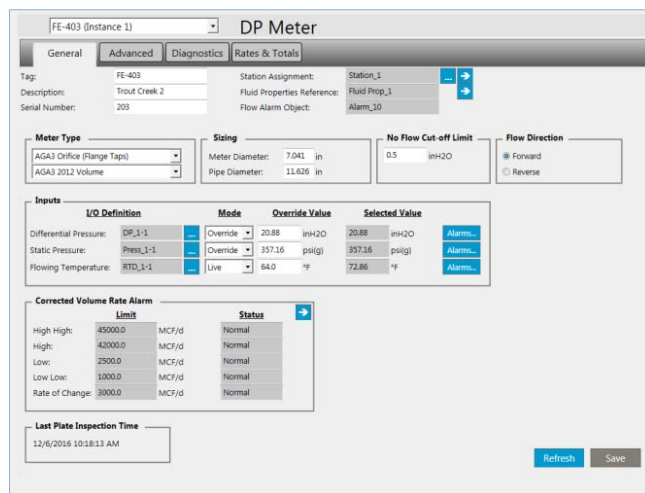 FE-403 (Instance 1) DP Meter
General Advanced Diagnostics Rates & Totals
Tag: FE-403 Station Assignment: Station_1 ...
Description: Trout Creek 2 Fluid Properties Reference: Fluid Prop_1
Serial Number: 203 Flow Alarm Object: Alarm_10
Meter Type Sizing No Flow Cut-off Limit Flow Direction
AGA3 Orifice (Flange Taps) Meter Diameter: 7.041 in 0.5 inH2O Forward
AGA3 2012 Volume Pipe Diameter: 11.626 in Reverse
Inputs
I/O Definition Mode Override Value Selected Value
Differential Pressure: DP_1-1 ... Override 20.88 inH2O 20.88 inH2O Alarms...
Static Pressure: Press_1-1 ... Override 357.16 psi(g) 357.16 psi(g) Alarms...
Flowing Temperature: RTD_1-1 ... Live 64.0 °F 72.86 °F Alarms...
Corrected Volume Rate Alarm
Limit Status
High High: 45000.0 MCF/d Normal
High: 42000.0 MCF/d Normal
Low: 2500.0 MCF/d Normal
Low Low: 1000.0 MCF/d Normal
Rate of Change: 3000.0 MCF/d Normal
Last Plate Inspection Time
12/6/2016 10:18:13 AM
Refresh Save